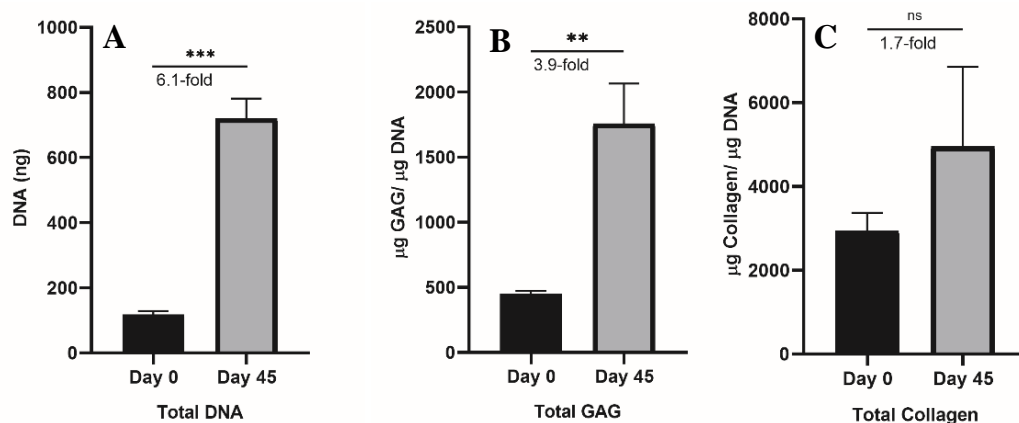 A
DNA (ng)
1000
800
600
400
200
0
***
6.1-fold
Day 0 Day 45
Total DNA
B
µg GAG/ µg DNA
2500
2000
1500
1000
500
0
**
3.9-fold
Day 0 Day 45
Total GAG
C
µg Collagen/ µg DNA
8000
6000
4000
2000
0
ns
1.7-fold
Day 0 Day 45
Total Collagen